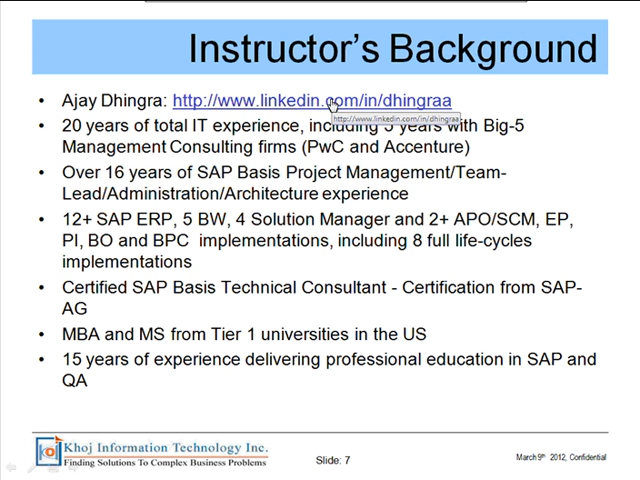 Instructor's Background
• Ajay Dhingra: http://www.linkedin.com/in/dhingraa
http://www.linkedin.com/in/dhingraa
• 20 years of total IT experience, including 5 years with Big-5
Management Consulting firms (PwC and Accenture)
• Over 16 years of SAP Basis Project Management/Team-
Lead/Administration/Architecture experience
• 12+ SAP ERP, 5 BW, 4 Solution Manager and 2+ APO/SCM, EP,
PI, BO and BPC implementations, including 8 full life-cycles
implementations
• Certified SAP Basis Technical Consultant - Certification from SAP-
AG
• MBA and MS from Tier 1 universities in the US
• 15 years of experience delivering professional education in SAP and
QA
Khoj Information Technology Inc.
Finding Solutions To Complex Business Problems
Slide: 7
March 9th 2012, Confidential